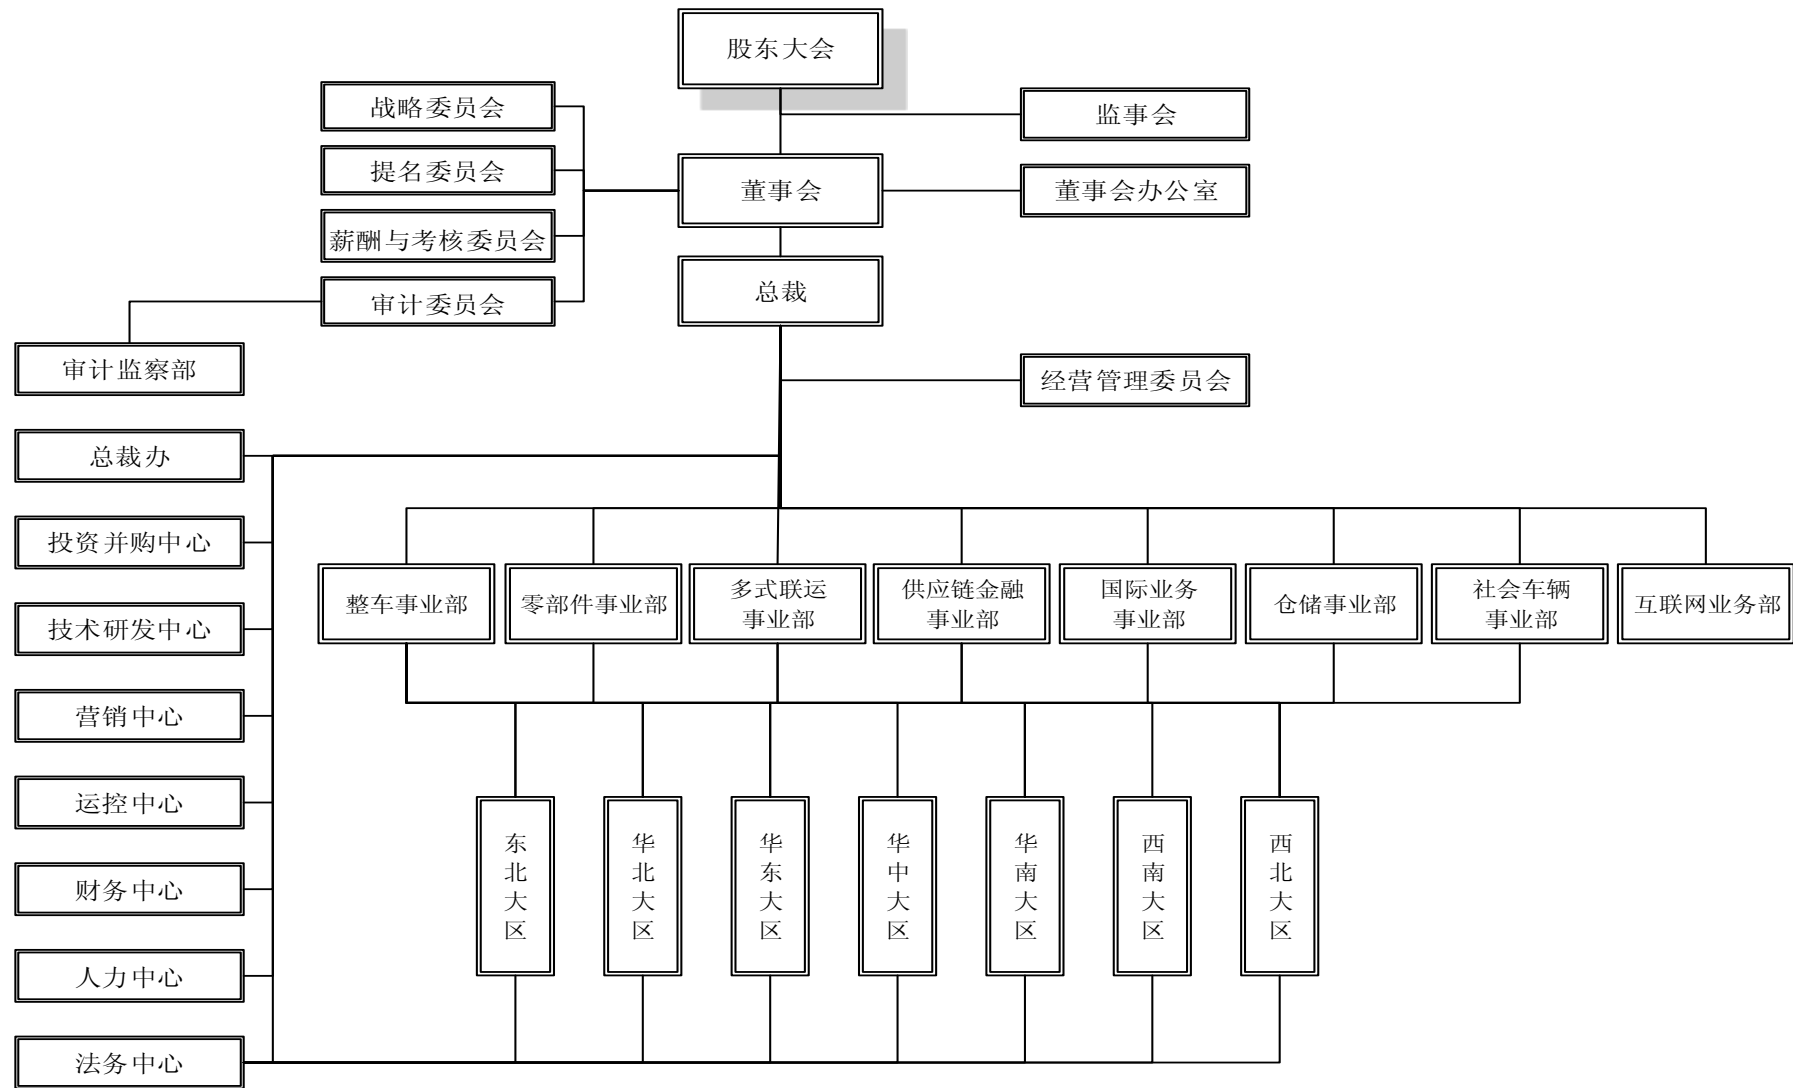 股东大会
战略委员会
监事会
提名委员会
董事会
董事会办公室
薪酬与考核委员会
总裁
审计委员会
审计监察部
经营管理委员会
总裁办
投资并购中心
技术研发中心
营销中心
运控中心
财务中心
人力中心
法务中心
整车事业部
零部件事业部
多式联运
事业部
供应链金融
事业部
国际业务
事业部
仓储事业部
社会车辆
事业部
互联网业务部
东北大区
华北大区
华东大区
华中大区
华南大区
西南大区
西北大区